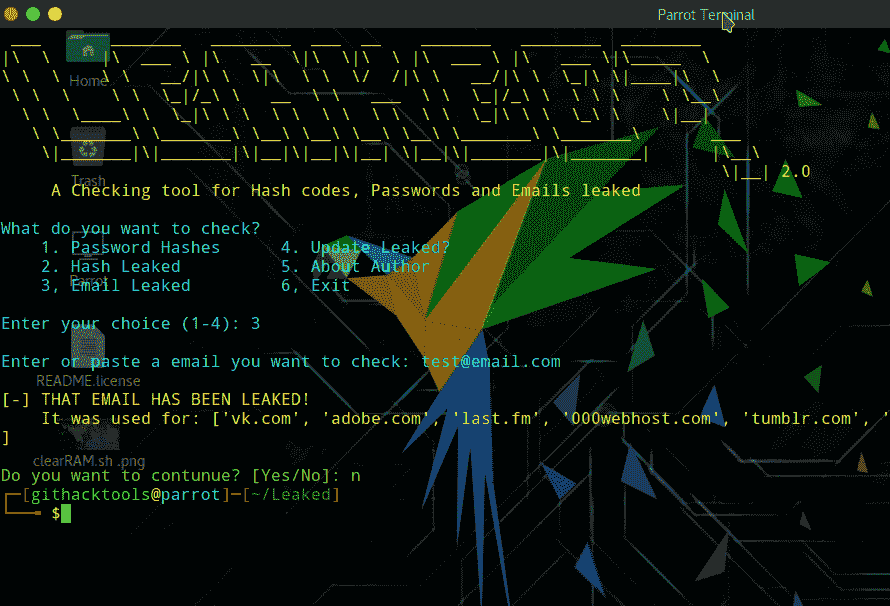 Parrot Terminal
Home
Trash
2.0
A Checking tool for Hash codes, Passwords and Emails leaked
What do you want to check?
1. Password Hashes 4. Update Leaked?
2. Hash Leaked 5. About Author
Parrot
3, Email Leaked 6, Exit
Enter your choice (1-4): 3
Enter or paste a email you want to check: test@email.com
README.license
[-] THAT EMAIL HAS BEEN LEAKED!
It was used for: ['vk.com', 'adobe.com', 'last.fm', '000webhost.com', 'tumblr.com', '
]
clearRAM.sh .png
Do you want to contunue? [Yes/No]: n
[githacktools@parrot]─[~/Leaked]
$